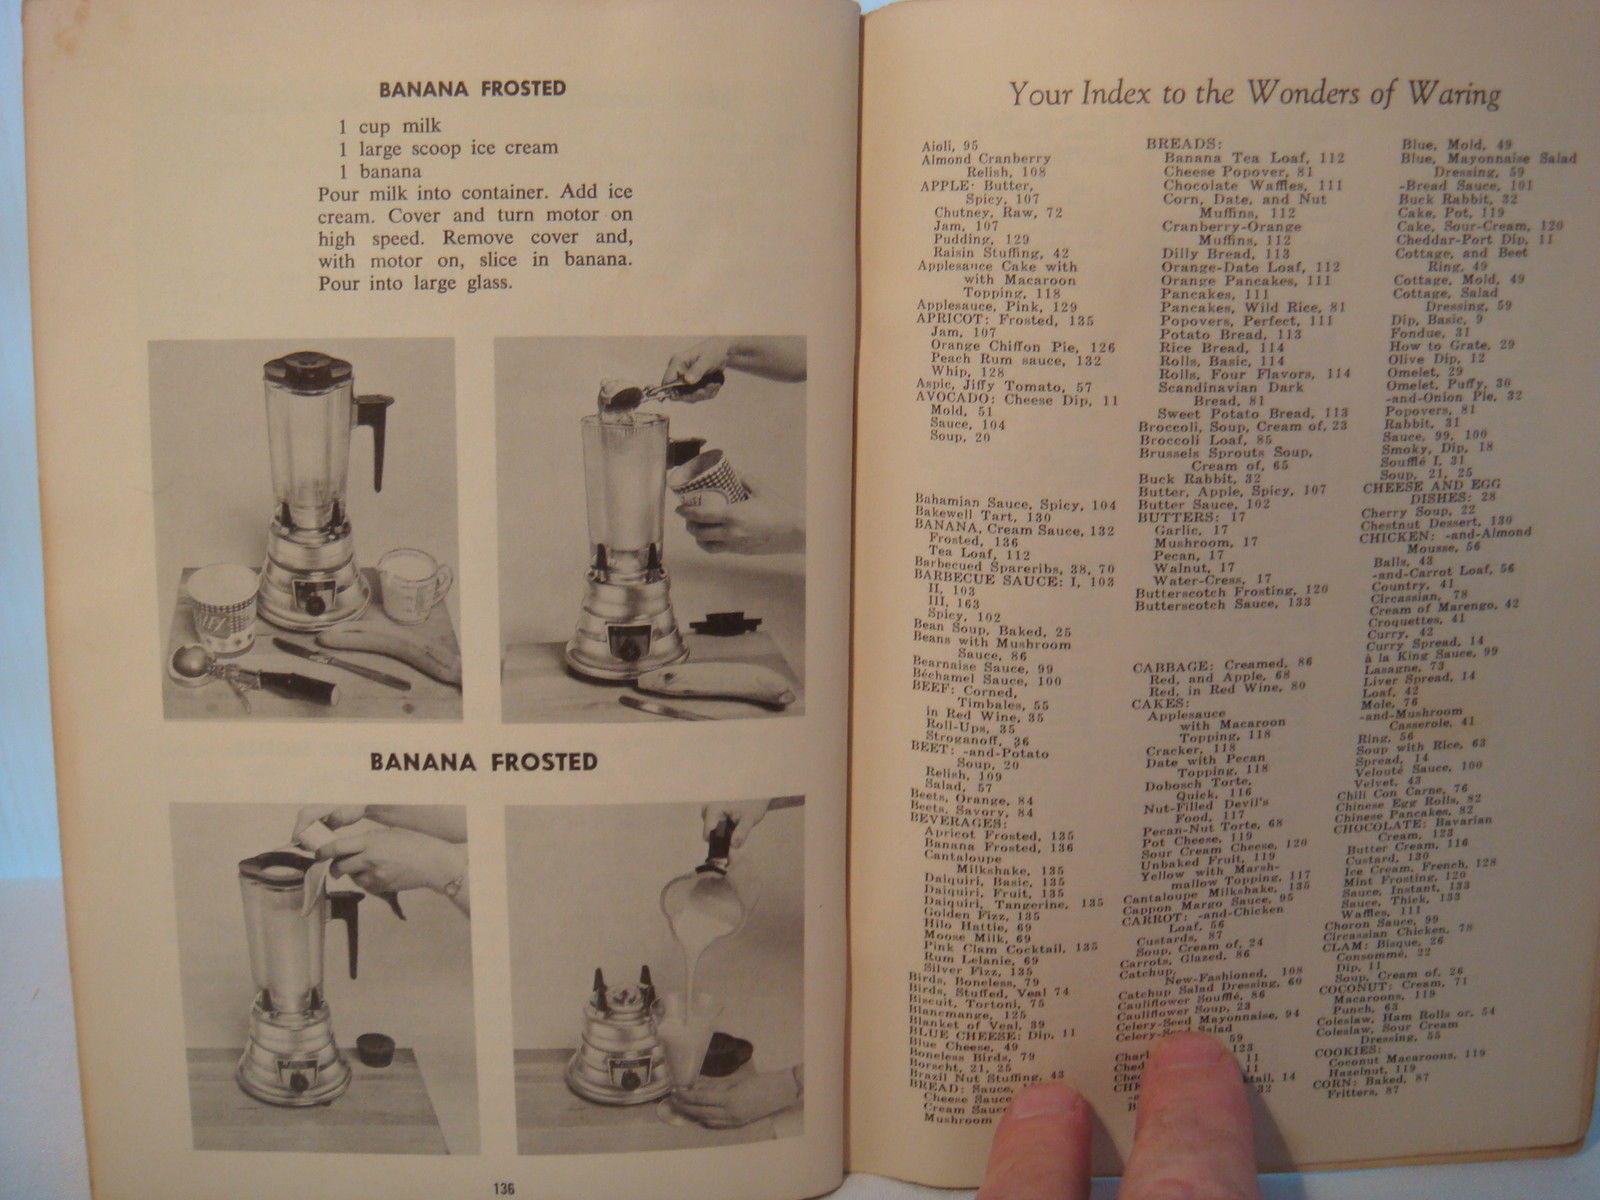 BANANA FROSTED
1 cup milk
1 large scoop ice cream
1 banana
Pour milk into container. Add ice
cream. Cover and turn motor on
high speed. Remove cover and,
with motor on, slice in banana.
Pour into large glass.
BANANA FROSTED
136
Your Index to the Wonders of Waring
Aioli, 95
Almond Cranberry
Relish, 108
APPLE: Butter,
Spicy, 107
Chutney, Raw, 72
Jam, 107
Pudding, 129
Raisin Stuffing, 42
Applesauce Cake with
with Macaroon
Topping, 118
Applesauce, Pink, 129
APRICOT: Frosted, 135
Jam, 107
Orange Chiffon Pie, 126
Peach Rum sauce, 132
Whip, 128
Aspic, Jiffy Tomato, 57
AVOCADO: Cheese Dip, 11
Mold, 51
Sauce, 104
Soup, 20
Bahamian Sauce, Spicy, 104
Bakewell Tart, 130
BANANA, Cream Sauce, 132
Frosted, 136
Tea Loaf, 112
Barbecued Spareribs, 38, 70
BARBECUE SAUCE: I, 103
II, 103
III, 163
Spicy, 102
Bean Soup, Baked, 25
Beans with Mushroom
Sauce, 86
Bearnaise Sauce, 99
Béchamel Sauce, 100
BEEF: Corned,
Timbales, 55
in Red Wine, 35
Roll-Ups, 35
Stroganoff, 36
BEET: -and-Potato
Soup, 20
Relish, 109
Salad, 57
Beets, Orange, 84
Beets, Savory, 84
BEVERAGES:
Apricot Frosted, 135
Banana Frosted, 136
Cantaloupe
Milkshake, 135
Daiquiri, Basic, 135
Daiquiri, Fruit, 135
Daiquiri, Tangerine, 135
Golden Fizz, 135
Hilo Hattie, 69
Moose Milk, 69
Pink Clam Cocktail, 135
Rum Lelanie, 69
Silver Fizz, 135
Birds, Boneless, 79
Birds, Stuffed, Veal 74
Biscuit, Tortoni, 75
Blancmange, 125
Blanket of Veal, 39
BLUE CHEESE: Dip, 11
Blue Cheese, 49
Boneless Birds, 79
Borscht, 21, 25
Brazil Nut Stuffing, 43
BREAD: Sauce,
Cheese Sauce
Cream Sauce
Mushroom
BREADS:
Banana Tea Loaf, 112
Cheese Popover, 81
Chocolate Waffles, 111
Corn, Date, and Nut
Muffins, 112
Cranberry-Orange
Muffins, 112
Dilly Bread, 113
Orange-Date Loaf, 112
Orange Pancakes, 111
Pancakes, 111
Pancakes, Wild Rice, 81
Popovers, Perfect, 111
Potato Bread, 113
Rice Bread, 114
Rolls, Basic, 114
Rolls, Four Flavors, 114
Scandinavian Dark
Bread, 81
Sweet Potato Bread, 113
Broccoli, Soup, Cream of, 23
Broccoli Loaf, 85
Brussels Sprouts Soup,
Cream of, 65
Buck Rabbit, 32
Butter, Apple, Spicy, 107
Butter Sauce, 102
BUTTERS: 17
Garlic, 17
Mushroom, 17
Pecan, 17
Walnut, 17
Water-Cress, 17
Butterscotch Frosting, 120
Butterscotch Sauce, 133
CABBAGE: Creamed, 86
Red, and Apple, 68
Red, in Red Wine, 80
CAKES:
Applesauce
with Macaroon
Topping, 118
Cracker, 118
Date with Pecan
Topping, 118
Dobosch Torte,
Quick, 116
Nut-Filled Devil's
Food, 117
Pecan-Nut Torte, 68
Pot Cheese, 119
Sour Cream Cheese, 120
Unbaked Fruit, 119
Yellow with Marsh-
mallow Topping, 117
Cantaloupe Milkshake, 135
Cappon Margo Sauce, 95
CARROT: -and-Chicken
Loaf, 56
Custards, 87
Soup, Cream of, 24
Carrots, Glazed, 86
Catchup,
New-Fashioned, 108
Catchup Salad Dressing, 60
Cauliflower Soufflé, 86
Cauliflower Soup, 23
Celery-Seed Mayonnaise, 94
Celery-Seed Salad
59
123
11
11
14
32
Blue, Mold, 49
Blue, Mayonnaise Salad
Dressing, 59
-Bread Sauce, 101
Buck Rabbit, 32
Cake, Pot, 119
Cake, Sour-Cream, 120
Cheddar-Port Dip, 11
Cottage, and Beet
Ring, 49
Cottage, Mold, 49
Cottage, Salad
Dressing, 59
Dip, Basic, 9
Fondue, 31
How to Grate, 29
Olive Dip, 12
Omelet, 29
Omelet, Puffy, 30
-and-Onion Pie, 32
Popovers, 81
Rabbit, 31
Sauce, 99, 100
Smoky, Dip, 18
Soufflé I, 31
Soup, 21, 25
CHEESE AND EGG
DISHES: 28
Cherry Soup, 22
Chestnut Dessert, 130
CHICKEN: -and-Almond
Mousse, 56
Balls, 43
-and-Carrot Loaf, 56
Country, 41
Circassian, 78
Cream of Marengo, 42
Croquettes, 41
Curry, 42
Curry Spread, 14
à la King Sauce, 99
Lasagne, 73
Liver Spread, 14
Loaf, 42
Mole, 76
-and-Mushroom
Casserole, 41
Ring, 56
Soup with Rice, 63
Spread, 14
Velouté Sauce, 100
Velvet, 43
Chili Con Carne, 76
Chinese Egg Rolls, 82
Chinese Pancakes, 82
CHOCOLATE: Bavarian
Cream, 123
Butter Cream, 116
Custard, 130
Ice Cream, French, 128
Mint Frosting, 120
Sauce, Instant, 133
Sauce, Thick, 133
Waffles, 111
Choron Sauce, 99
Circassian Chicken, 78
CLAM: Bisque, 26
Consommé, 22
Dip, 11
Soup, Cream of, 26
COCONUT: Cream, 71
Macaroons, 119
Punch, 63
Coleslaw, Ham Rolls or, 54
Coleslaw, Sour Cream
Dressing, 55
COOKIES:
Coconut Macaroons, 119
Hazelnut, 119
CORN: Baked, 87
Fritters, 87